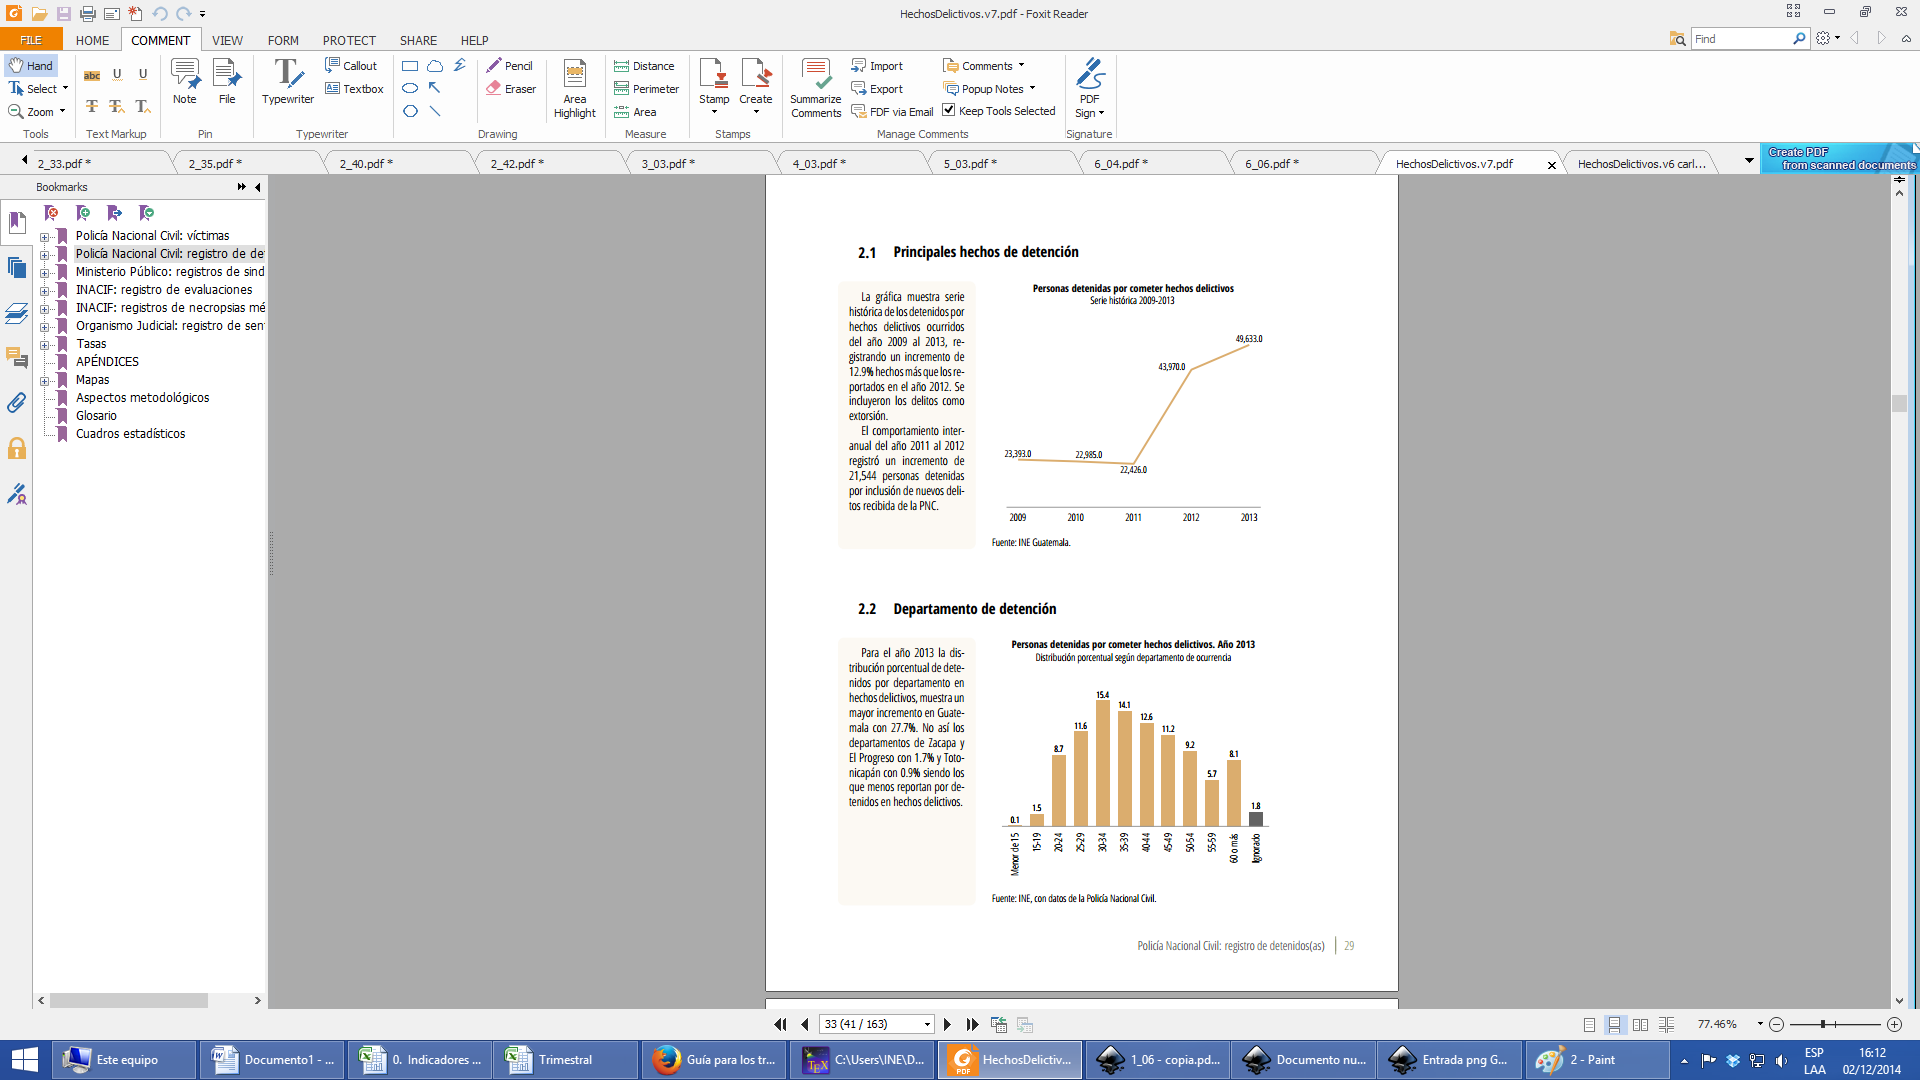 HechosDelictivos.v7.pdf - Foxit Reader
FILE HOME COMMENT VIEW FORM PROTECT SHARE HELP
Find
Hand
Select
Zoom
Tools
abc U U
T T T
Text Markup
Note File
Pin
Typewriter
Callout
Textbox
Typewriter
Pencil
Eraser
Drawing
Area Highlight
Distance
Perimeter
Area
Measure
Stamp Create
Stamps
Summarize Comments
Import
Export
FDF via Email
Comments
Popup Notes
Keep Tools Selected
Manage Comments
PDF Sign
Signature
2_33.pdf * 2_35.pdf * 2_40.pdf * 2_42.pdf * 3_03.pdf * 4_03.pdf * 5_03.pdf * 6_04.pdf * 6_06.pdf * HechosDelictivos.v7.pdf HechosDelictivos.v6 carl...
Create PDF
from scanned documents
Bookmarks
Policía Nacional Civil: víctimas
Policía Nacional Civil: registro de de
Ministerio Público: registros de sind
INACIF: registro de evaluaciones
INACIF: registros de necropsias mé
Organismo Judicial: registro de sen
Tasas
APÉNDICES
Mapas
Aspectos metodológicos
Glosario
Cuadros estadísticos
2.1 Principales hechos de detención
La gráfica muestra serie
histórica de los detenidos por
hechos delictivos ocurridos
del año 2009 al 2013, re-
gistrando un incremento de
12.9% hechos más que los re-
portados en el año 2012. Se
incluyeron los delitos como
extorsión.
El comportamiento inter-
anual del año 2011 al 2012
registró un incremento de
21,544 personas detenidas
por inclusión de nuevos deli-
tos recibida de la PNC.
Personas detenidas por cometer hechos delictivos
Serie histórica 2009-2013
49,633.0
43,970.0
23,393.0
22,985.0
22,426.0
2009 2010 2011 2012 2013
Fuente: INE Guatemala.
2.2 Departamento de detención
Para el año 2013 la dis-
tribución porcentual de dete-
nidos por departamento en
hechos delictivos, muestra un
mayor incremento en Guate-
mala con 27.7%. No así los
departamentos de Zacapa y
El Progreso con 1.7% y Toto-
nicapán con 0.9% siendo los
que menos reportan por de-
tenidos en hechos delictivos.
Personas detenidas por cometer hechos delictivos. Año 2013
Distribución porcentual según departamento de ocurrencia
0.1 1.5 8.7 11.6 15.4 14.1 12.6 11.2 9.2 5.7 8.1 1.8
Menor de 15 15-19 20-24 25-29 30-34 35-39 40-44 45-49 50-54 55-59 60 o más Ignorado
Fuente: INE, con datos de la Policía Nacional Civil.
Policía Nacional Civil: registro de detenidos(as) 29
33 (41 / 163)
77.46%
Este equipo
Documento1 - ...
0. Indicadores ...
Trimestral
Guía para los tr...
C:\Users\INE\D...
HechosDelictiv...
1_06 - copia.pd...
Documento nu...
Entrada png G...
2 - Paint
ESP
LAA
16:12
02/12/2014